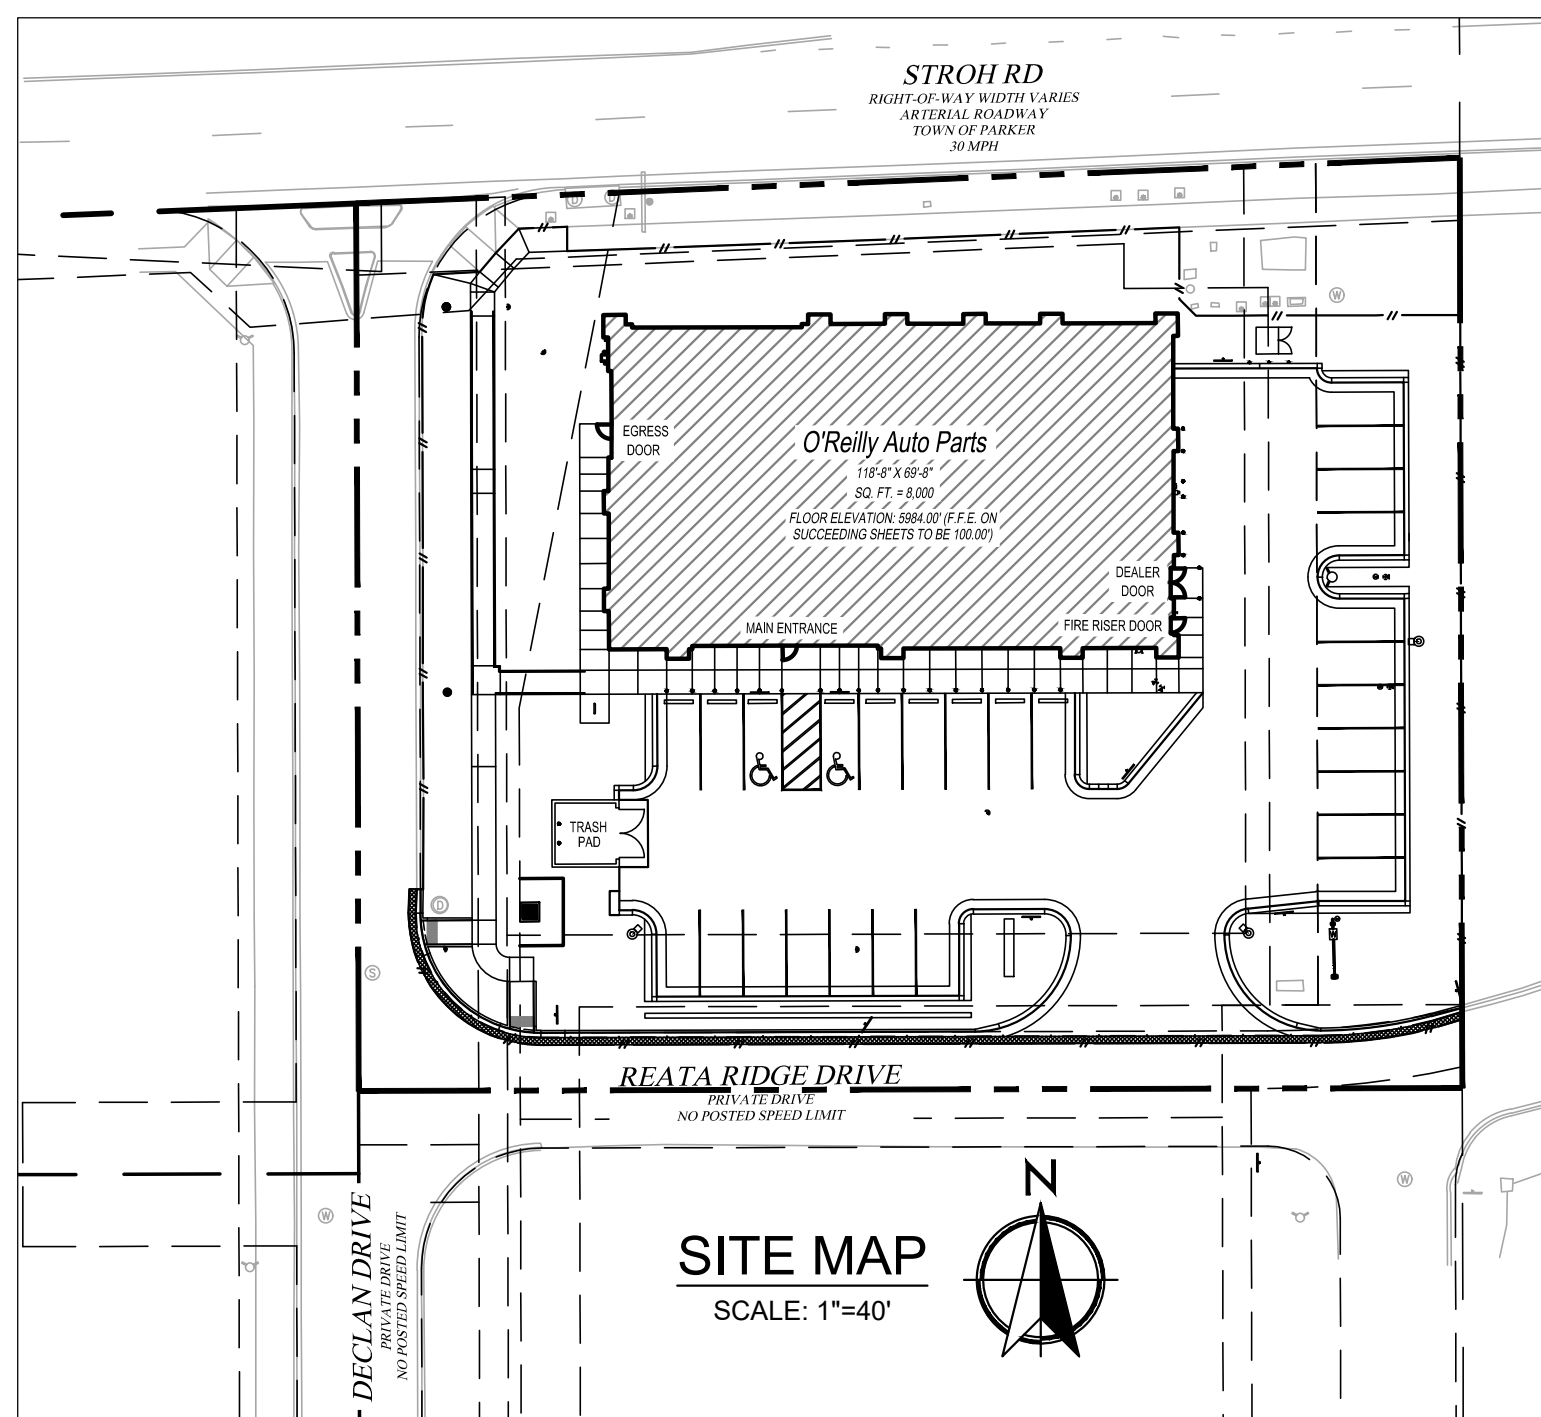 STROH RD
RIGHT-OF-WAY WIDTH VARIES
ARTERIAL ROADWAY
TOWN OF PARKER
30 MPH
D
D
W
EGRESS
DOOR
O'Reilly Auto Parts
118'-8" X 69'-8"
SQ. FT. = 8,000
FLOOR ELEVATION: 5984.00' (F.F.E. ON
SUCCEEDING SHEETS TO BE 100.00')
DEALER
DOOR
FIRE RISER DOOR
MAIN ENTRANCE
TRASH
PAD
D
W
S
REATA RIDGE DRIVE
PRIVATE DRIVE
NO POSTED SPEED LIMIT
W
W
DECLAN DRIVE
PRIVATE DRIVE
NO POSTED SPEED LIMIT
N
SITE MAP
SCALE: 1"=40'